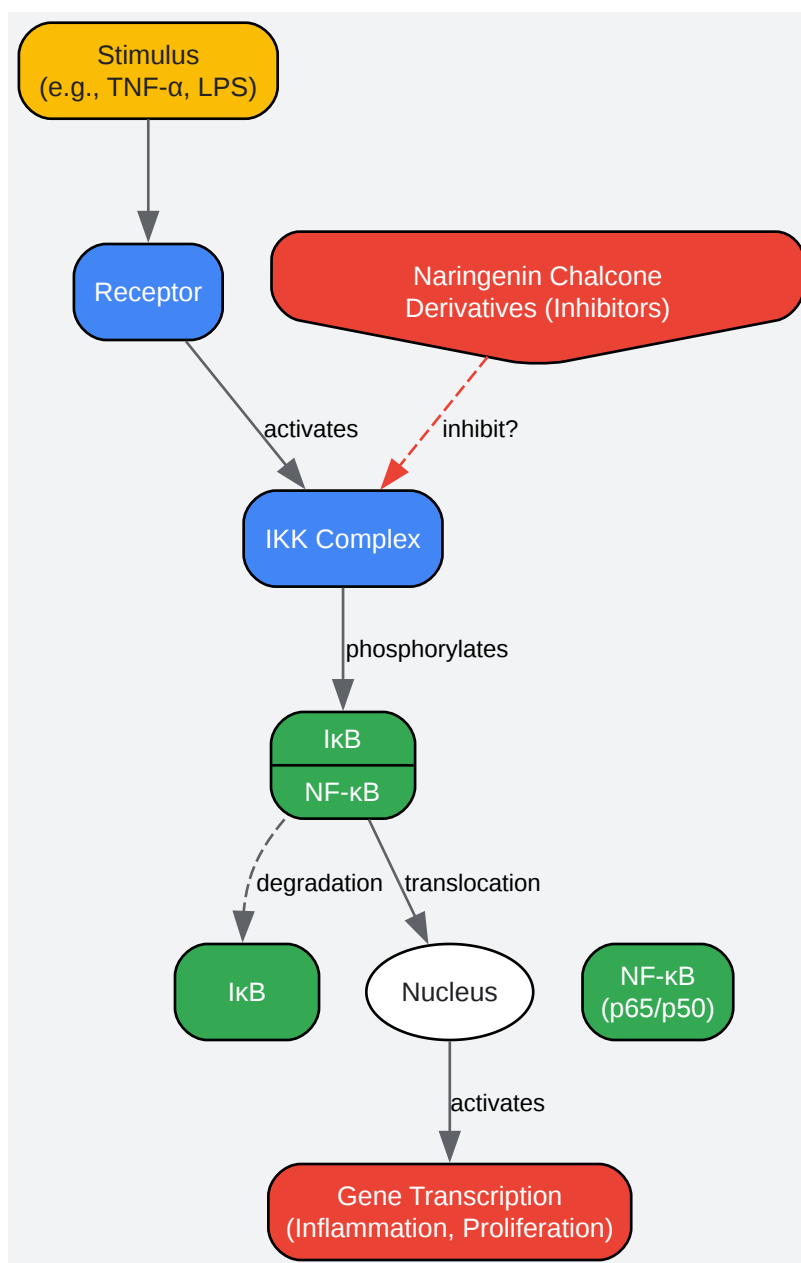 Stimulus
(e.g., TNF-α, LPS)
Receptor
Naringenin Chalcone
Derivatives (Inhibitors)
activates
inhibit?
IKK Complex
phosphorylates
IκB
NF-κB
degradation
translocation
IκB
Nucleus
NF-κB
(p65/p50)
activates
Gene Transcription
(Inflammation, Proliferation)